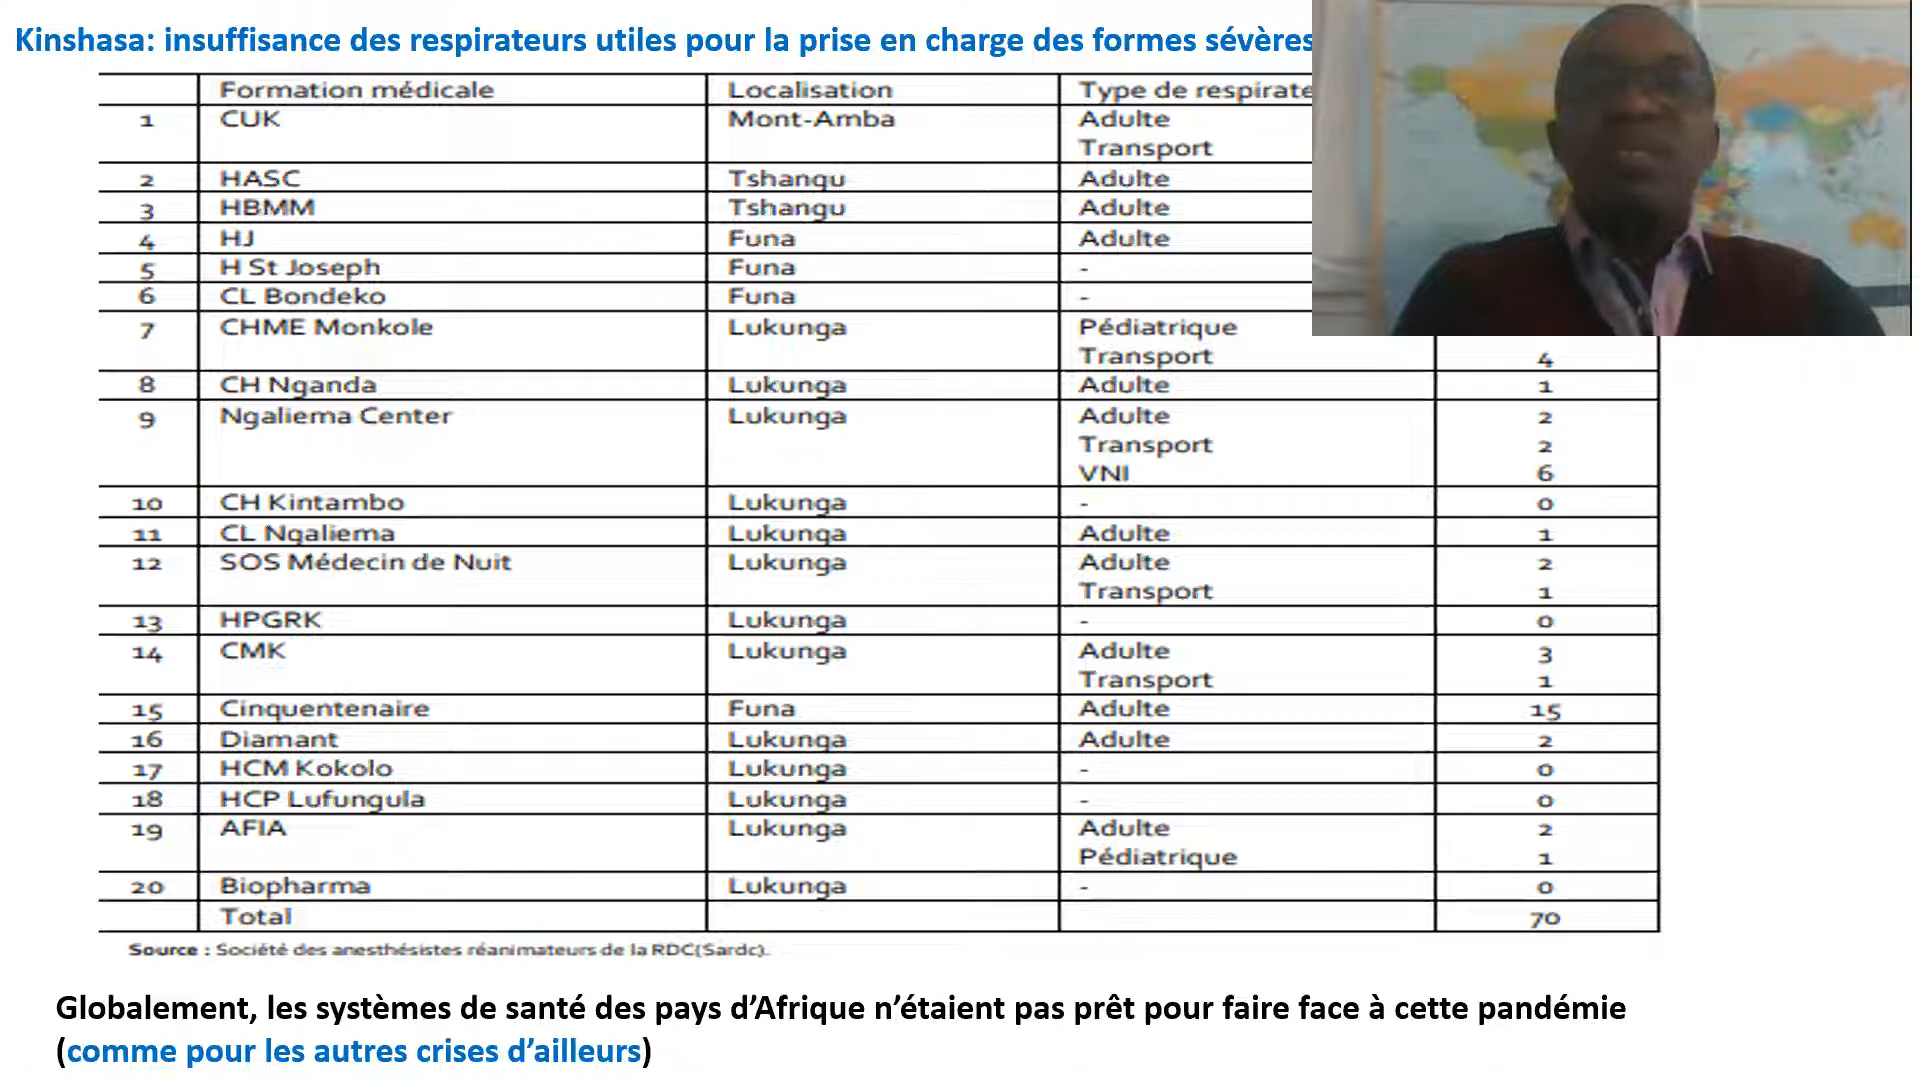 Kinshasa: insuffisance des respirateurs utiles pour la prise en charge des formes sévères
Formation médicale Localisation Type de respirate
1 CUK Mont-Amba Adulte
Transport
2 HASC Tshangu Adulte
3 HBMM Tshangu Adulte
4 HJ Funa Adulte
5 H St Joseph Funa -
6 CL Bondeko Funa -
7 CHME Monkole Lukunga Pédiatrique
Transport 4
8 CH Nganda Lukunga Adulte 1
9 Ngaliema Center Lukunga Adulte 2
Transport 2
VNI 6
10 CH Kintambo Lukunga - 0
11 CL Ngaliema Lukunga Adulte 1
12 SOS Médecin de Nuit Lukunga Adulte 2
Transport 1
13 HPGRK Lukunga - 0
14 CMK Lukunga Adulte 3
Transport 1
15 Cinquentenaire Funa Adulte 15
16 Diamant Lukunga Adulte 2
17 HCM Kokolo Lukunga - 0
18 HCP Lufungula Lukunga - 0
19 AFIA Lukunga Adulte 2
Pédiatrique 1
20 Biopharma Lukunga - 0
Total 70
Source : Société des anesthésistes réanimateurs de la RDC(Sardc).
Globalement, les systèmes de santé des pays d’Afrique n’étaient pas prêt pour faire face à cette pandémie
(comme pour les autres crises d’ailleurs)